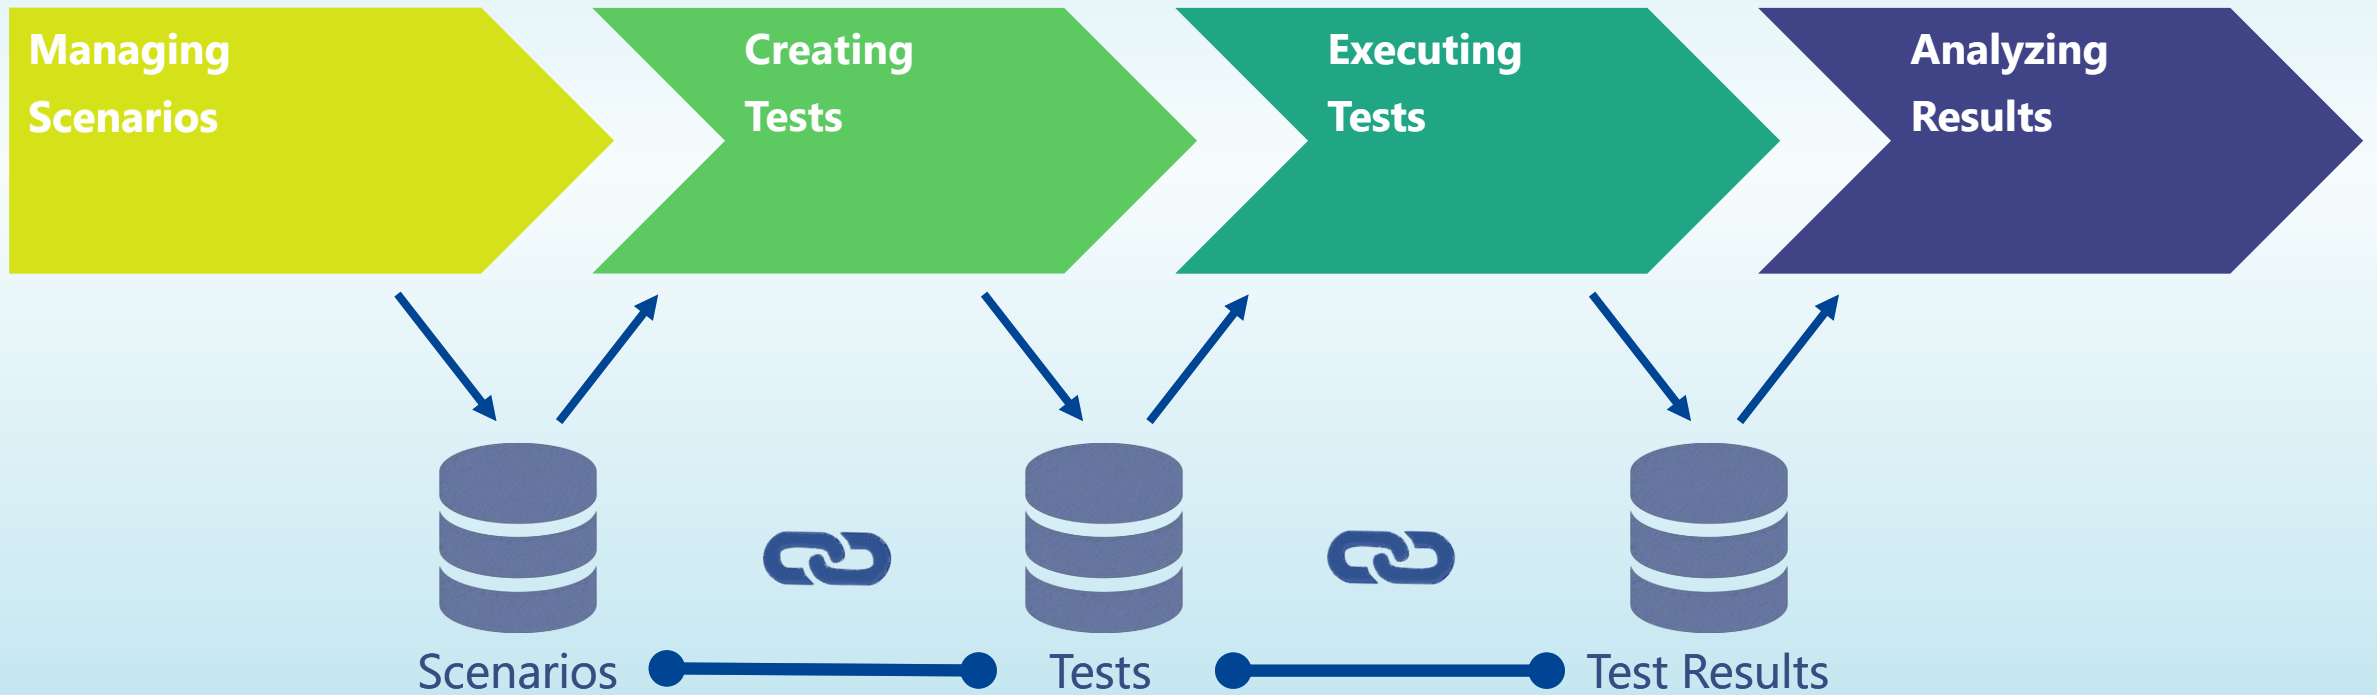 Managing
Scenarios
Creating
Tests
Executing
Tests
Analyzing
Results
Scenarios
Tests
Test Results